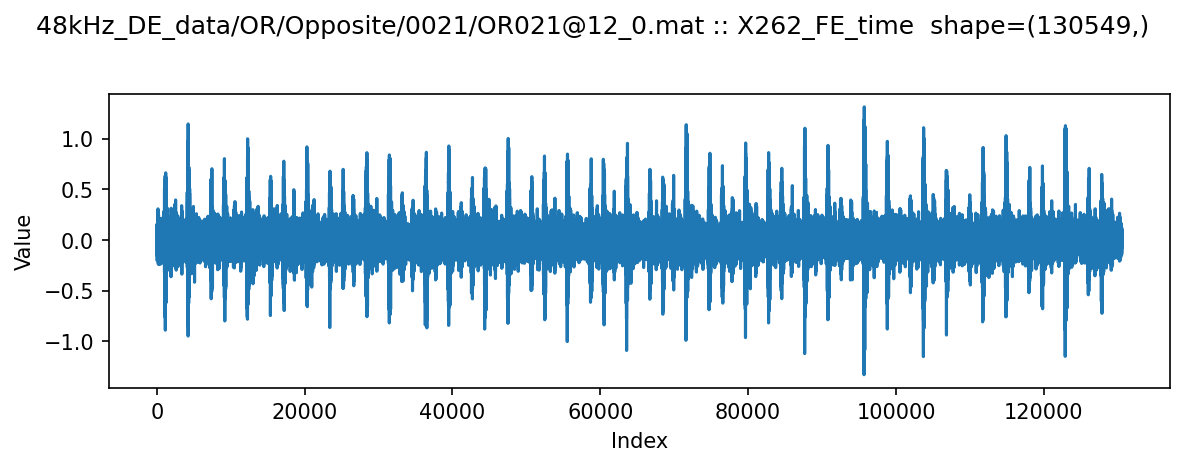 48kHz_DE_data/OR/Opposite/0021/OR021@12_0.mat :: X262_FE_time  shape=(130549,)
1.0
0.5
0.0
−0.5
−1.0
Value
0 20000 40000 60000 80000 100000 120000
Index